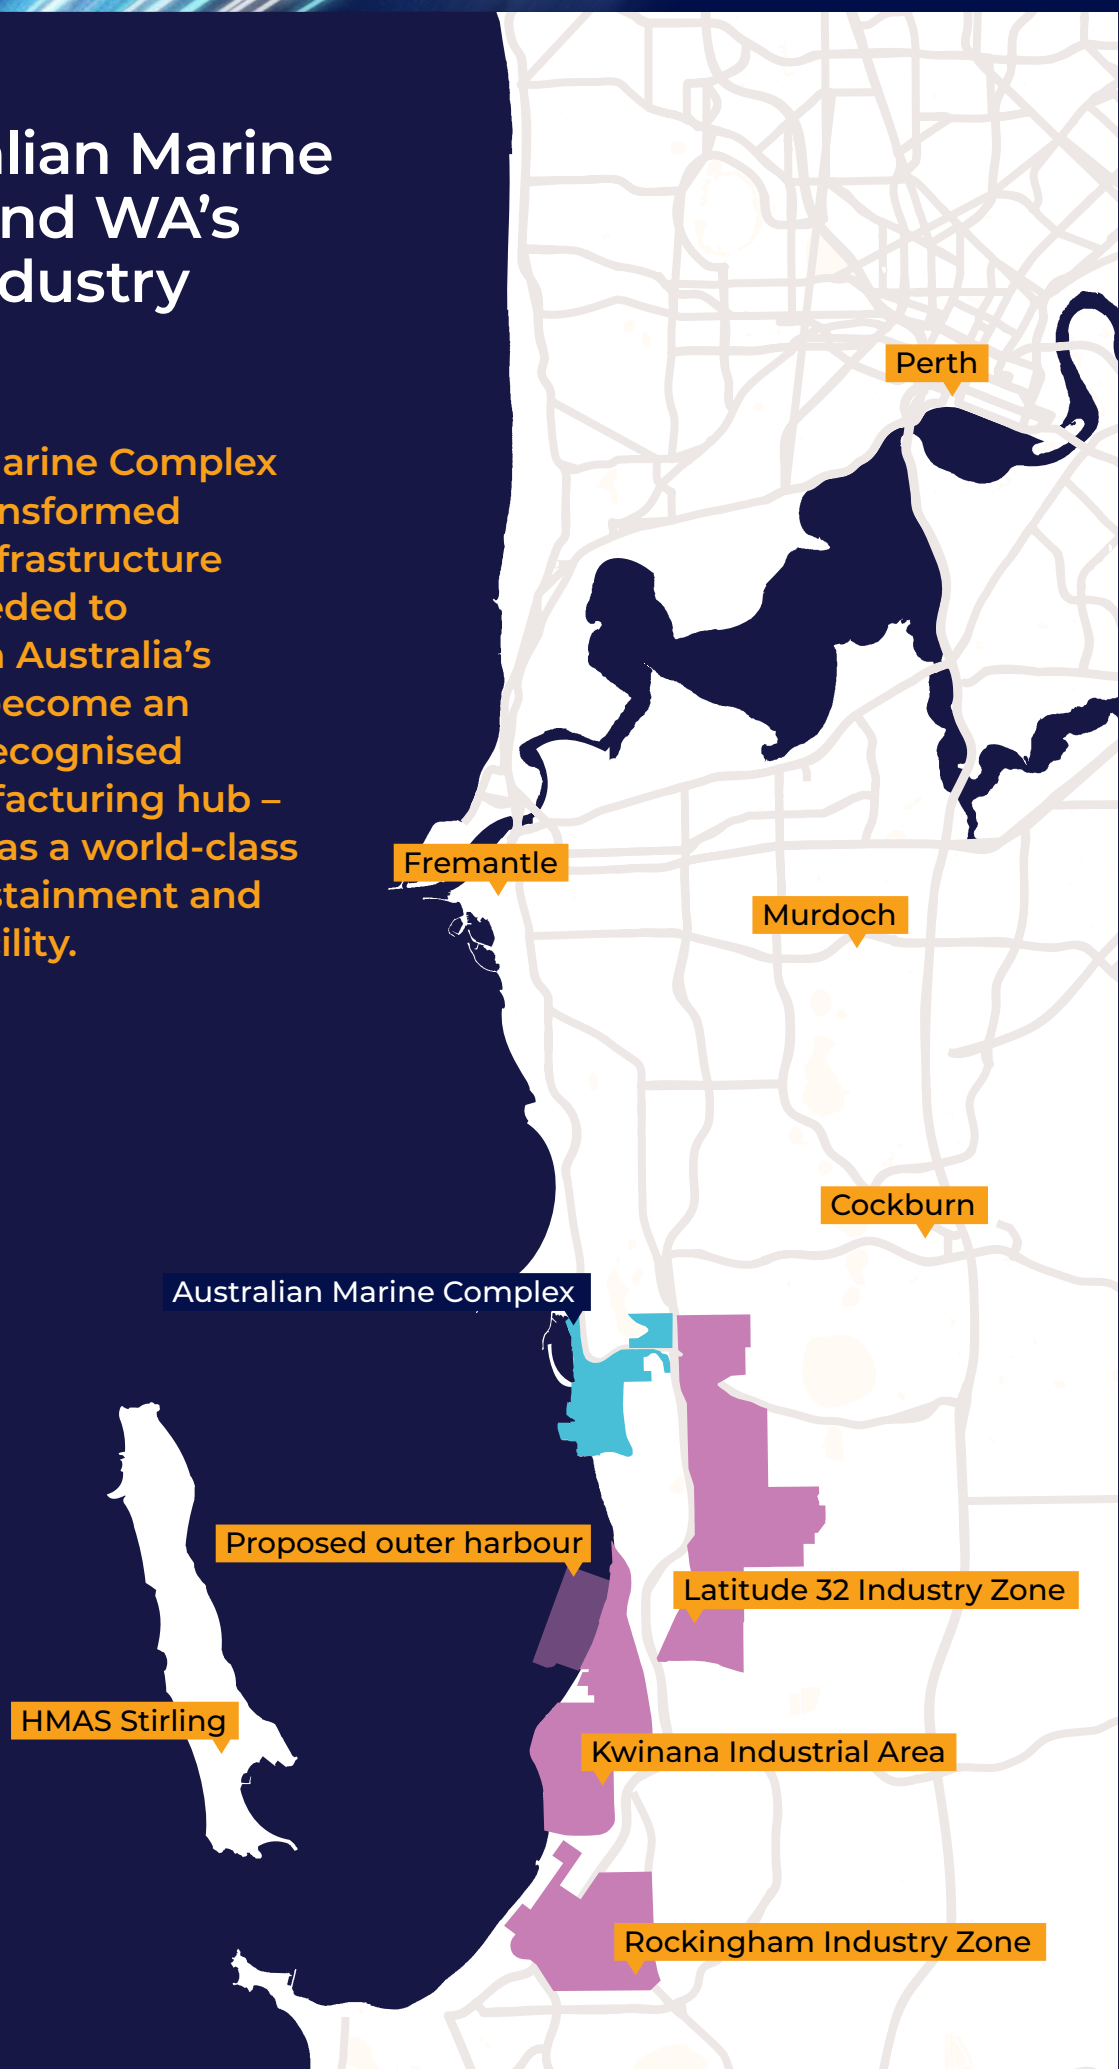 lian Marine
nd WA's
dustry
arine Complex
nsformed
frastructure
eded to
Australia's
ecome an
ecognised
facturing hub –
as a world-class
stainment and
ility.
Perth
Fremantle
Murdoch
Cockburn
Australian Marine Complex
Proposed outer harbour
Latitude 32 Industry Zone
HMAS Stirling
Kwinana Industrial Area
Rockingham Industry Zone